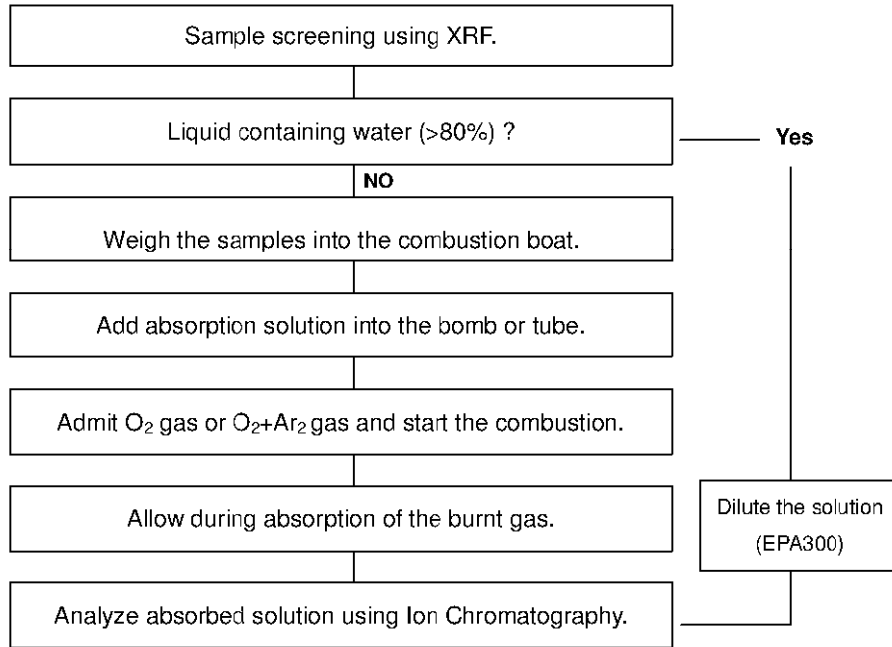 Sample screening using XRF.
Liquid containing water (>80%) ?
Yes
NO
Weigh the samples into the combustion boat.
Add absorption solution into the bomb or tube.
Admit O₂ gas or O₂+Ar₂ gas and start the combustion.
Allow during absorption of the burnt gas.
Dilute the solution
(EPA300)
Analyze absorbed solution using Ion Chromatography.